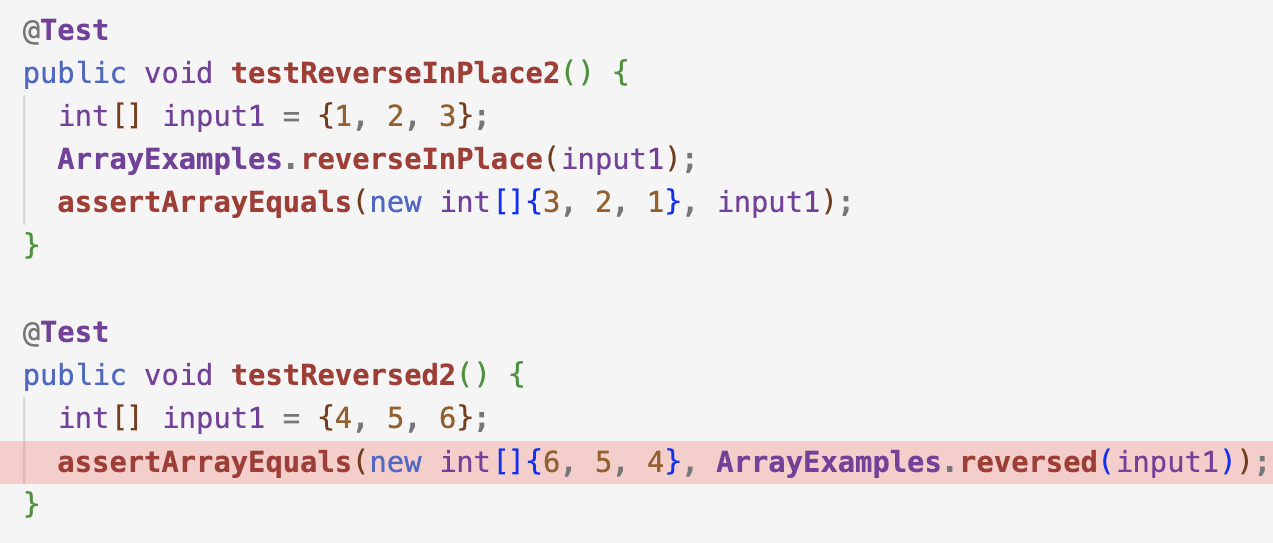 @Test
public void testReverseInPlace2() {
int[] input1 = {1, 2, 3};
ArrayExamples.reverseInPlace(input1);
assertArrayEquals(new int[]{3, 2, 1}, input1);
}
@Test
public void testReversed2() {
int[] input1 = {4, 5, 6};
assertArrayEquals(new int[]{6, 5, 4}, ArrayExamples.reversed(input1));
}